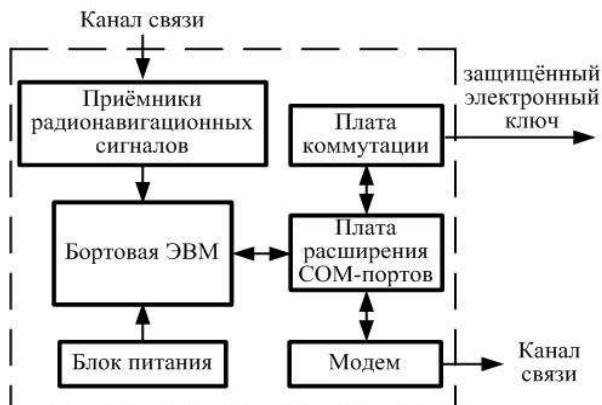 Канал связи
Приёмники
радионавигационных
сигналов
защищённый
электронный
ключ
Плата
коммутации
Бортовая ЭВМ
Плата
расширения
COM-портов
Блок питания
Модем
Канал
связи